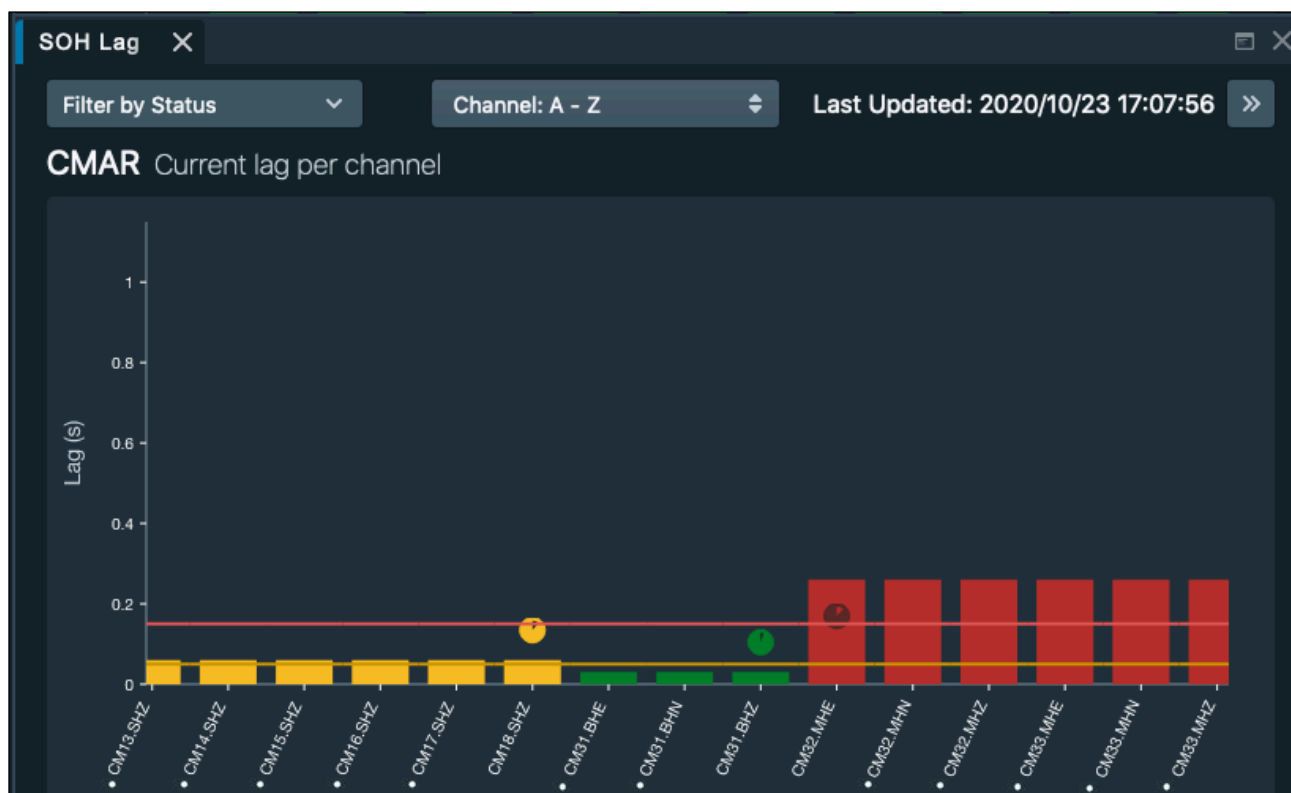 SOH Lag
Filter by Status
Channel: A - Z
Last Updated: 2020/10/23 17:07:56
CMAR Current lag per channel
Lag (s)
1
0.8
0.6
0.4
0.2
0
CM13.SHZ
CM14.SHZ
CM15.SHZ
CM16.SHZ
CM17.SHZ
CM18.SHZ
CM31.BHE
CM31.BHN
CM31.BHZ
CM32.MHE
CM32.MHN
CM32.MHZ
CM33.MHE
CM33.MHN
CM33.MHZ